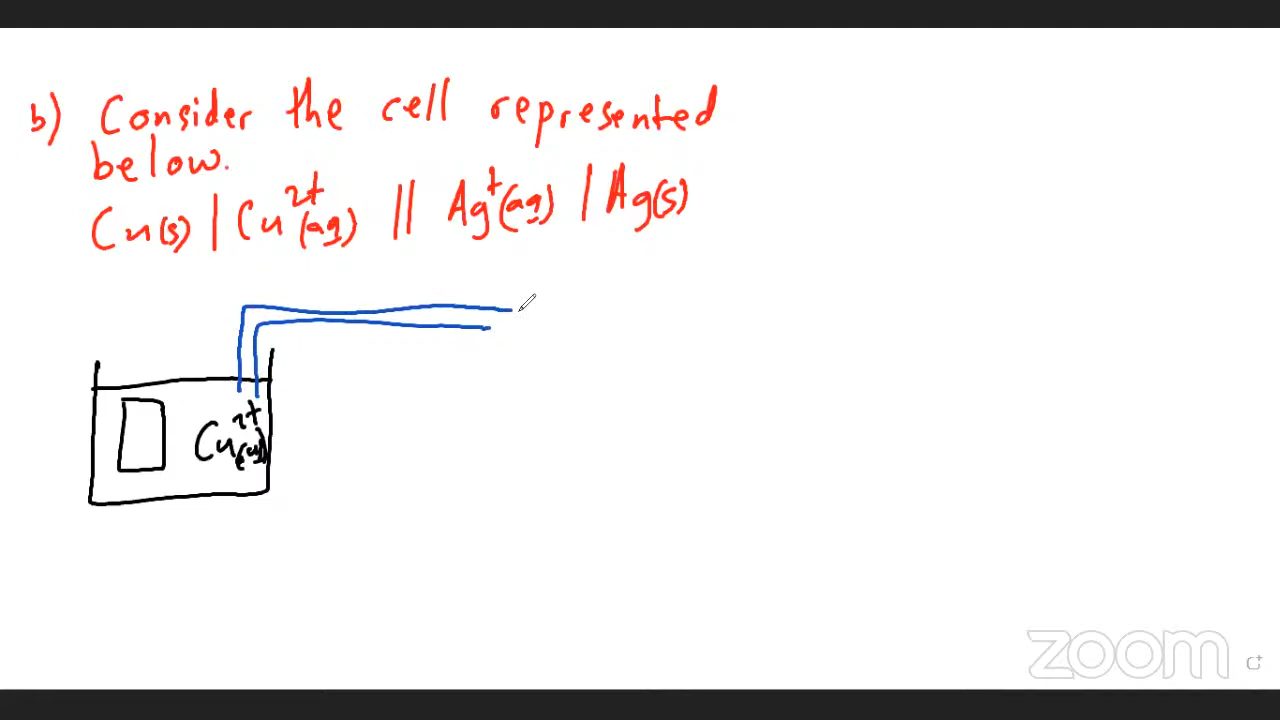 b) Consider the cell represented
below.
Cu(s) | Cu²⁺(aq) || Ag⁺(aq) | Ag(s)
Cu²⁺(aq)
zoom